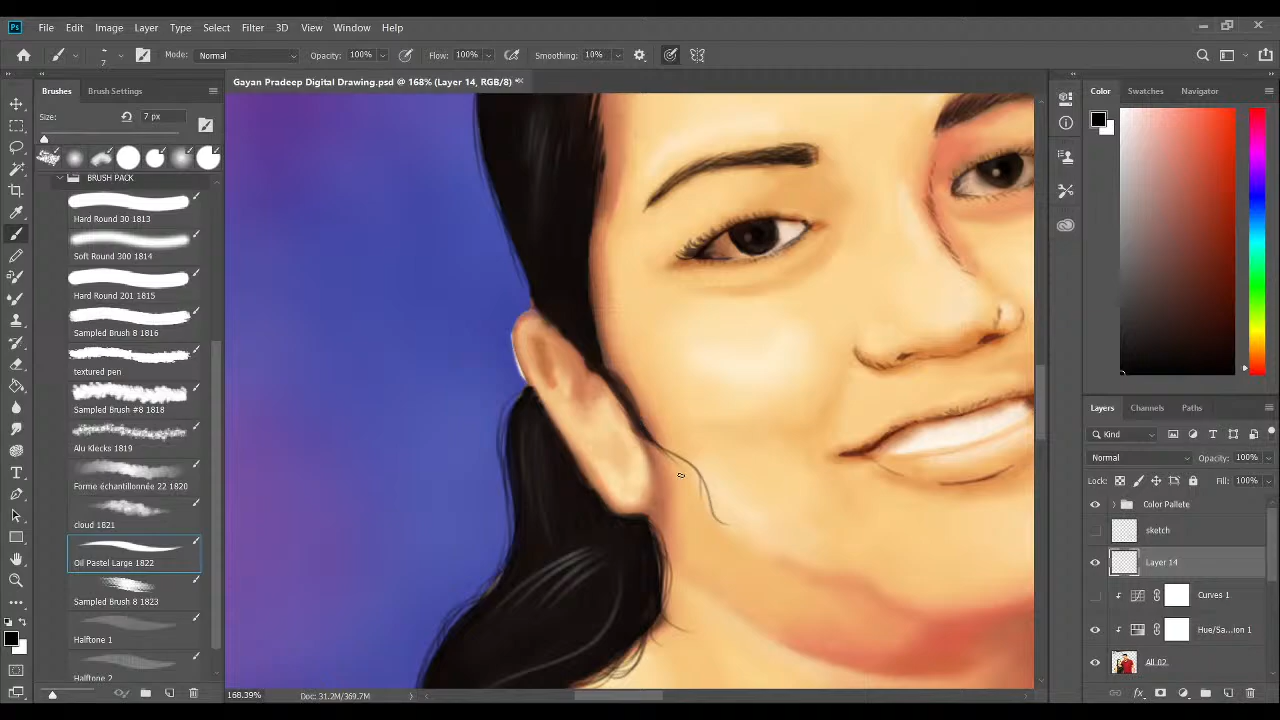 Ps File Edit Image Layer Type Select Filter 3D View Window Help
7 Mode: Normal Opacity: 100% Flow: 100% Smoothing: 10%
Gayan Pradeep Digital Drawing.psd @ 168% (Layer 14, RGB/8) *
Brushes Brush Settings
Size: 7 px
BRUSH PACK
Hard Round 30 1813
Soft Round 300 1814
Hard Round 201 1815
Sampled Brush 8 1816
textured pen
Sampled Brush #8 1818
Alu Klecks 1819
Forme échantillonnée 22 1820
cloud 1821
Oil Pastel Large 1822
Sampled Brush 8 1823
Halftone 1
Halftone 2
168.39% Doc: 31.2M/369.7M
Color Swatches Navigator
Layers Channels Paths
Kind
Normal Opacity: 100%
Lock: Fill: 100%
Color Pallete
sketch
Layer 14
Curves 1
Hue/Sa...ion 1
All 02